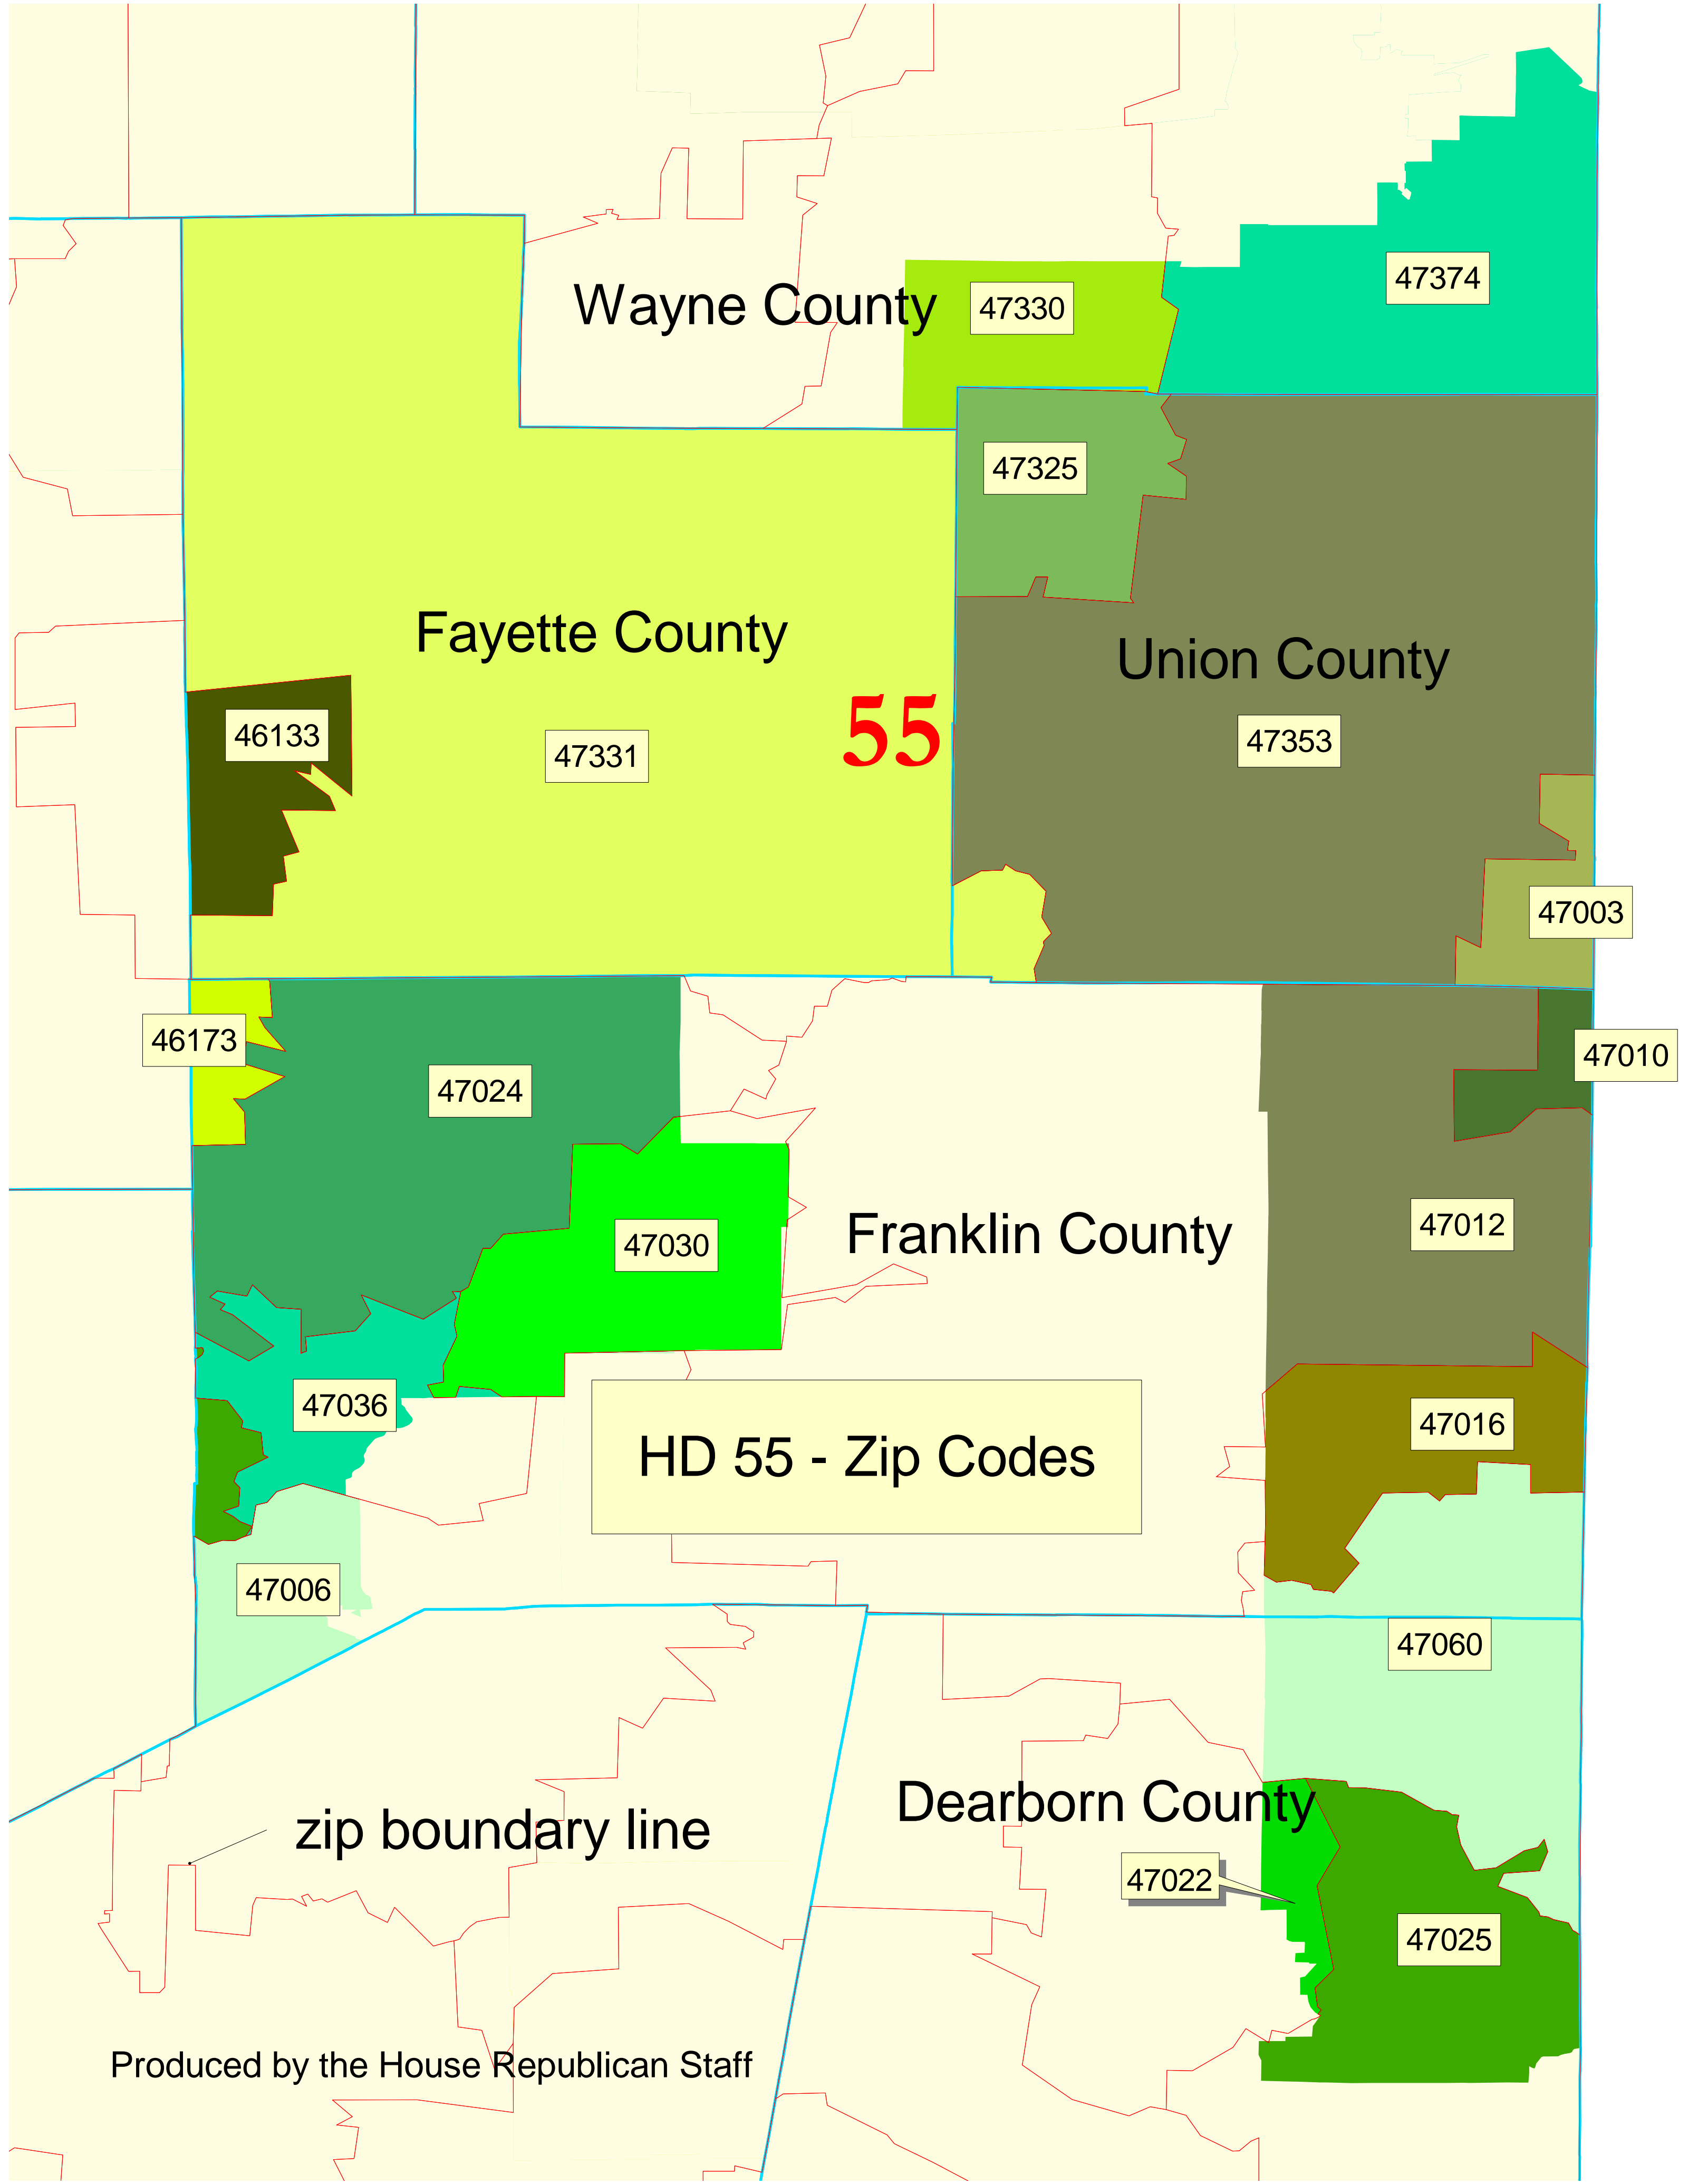 47374
Wayne County
47330
47325
Fayette County
Union County
55
46133
47331
47353
47003
46173
47024
47010
47012
Franklin County
47030
47036
47016
HD 55 - Zip Codes
47006
47060
Dearborn County
zip boundary line
47022
47025
Produced by the House Republican Staff